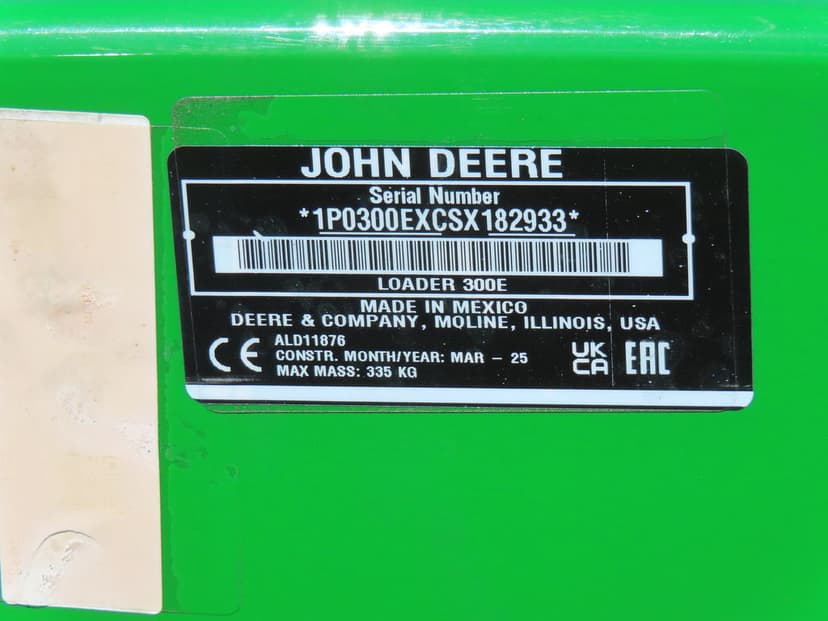 JOHN DEERE
Serial Number
*1P0300EXCSX182933*
LOADER 300E
MADE IN MEXICO
DEERE & COMPANY, MOLINE, ILLINOIS, USA
ALD11876
CONSTR. MONTH/YEAR: MAR - 25
MAX MASS: 335 KG
CE
UK
CA
EAC